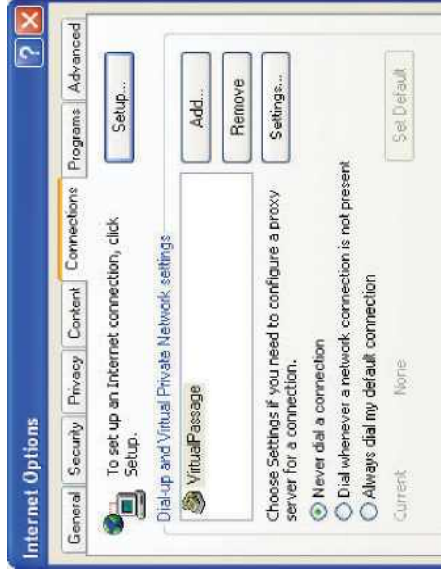 Internet Options
General Security Privacy Content Connections Programs Advanced
To set up an Internet connection, click
Setup.
Setup...
Dial-up and Virtual Private Network settings
VirtualPassage
Add...
Remove
Settings...
Choose Settings if you need to configure a proxy
server for a connection.
Never dial a connection
Dial whenever a network connection is not present
Always dial my default connection
Current None
Set Default